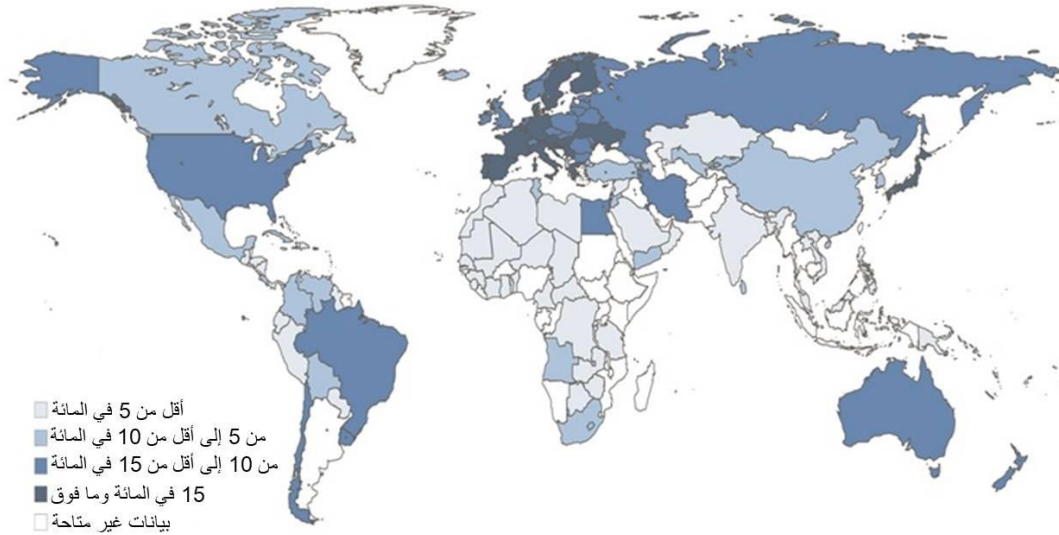 أقل من 5 في المائة
من 5 إلى أقل من 10 في المائة
من 10 إلى أقل من 15 في المائة
15 في المائة وما فوق
بيانات غير متاحة